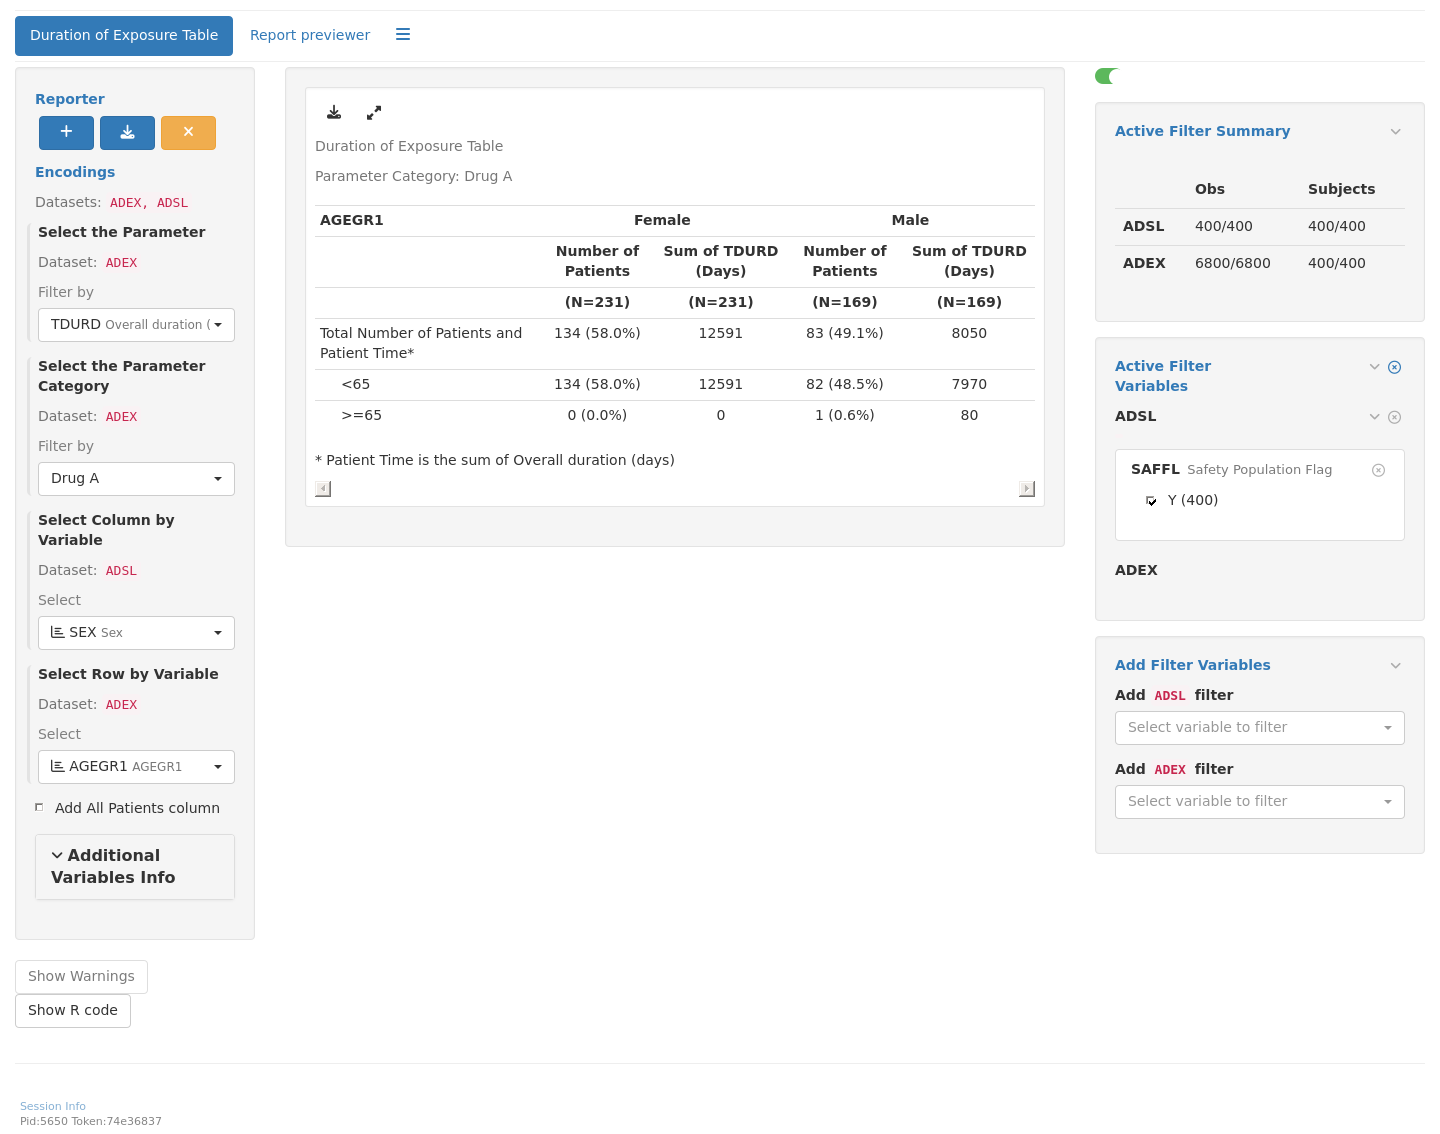 Duration of Exposure Table
Report previewer
Reporter
Encodings
Datasets: ADEX, ADSL
Select the Parameter
Dataset: ADEX
Filter by
TDURD Overall duration (
Select the Parameter
Category
Dataset: ADEX
Filter by
Drug A
Select Column by
Variable
Dataset: ADSL
Select
SEX Sex
Select Row by Variable
Dataset: ADEX
Select
AGEGR1 AGEGR1
Add All Patients column
Additional
Variables Info
Show Warnings
Show R code
Duration of Exposure Table
Parameter Category: Drug A
AGEGR1 Female Male
Number of Sum of TDURD Number of Sum of TDURD
Patients (Days) Patients (Days)
(N=231) (N=231) (N=169) (N=169)
Total Number of Patients and 134 (58.0%) 12591 83 (49.1%) 8050
Patient Time*
<65 134 (58.0%) 12591 82 (48.5%) 7970
>=65 0 (0.0%) 0 1 (0.6%) 80
* Patient Time is the sum of Overall duration (days)
Active Filter Summary
Obs Subjects
ADSL 400/400 400/400
ADEX 6800/6800 400/400
Active Filter
Variables
ADSL
SAFFL Safety Population Flag
Y (400)
ADEX
Add Filter Variables
Add ADSL filter
Select variable to filter
Add ADEX filter
Select variable to filter
Session Info
Pid:5650 Token:74e36837